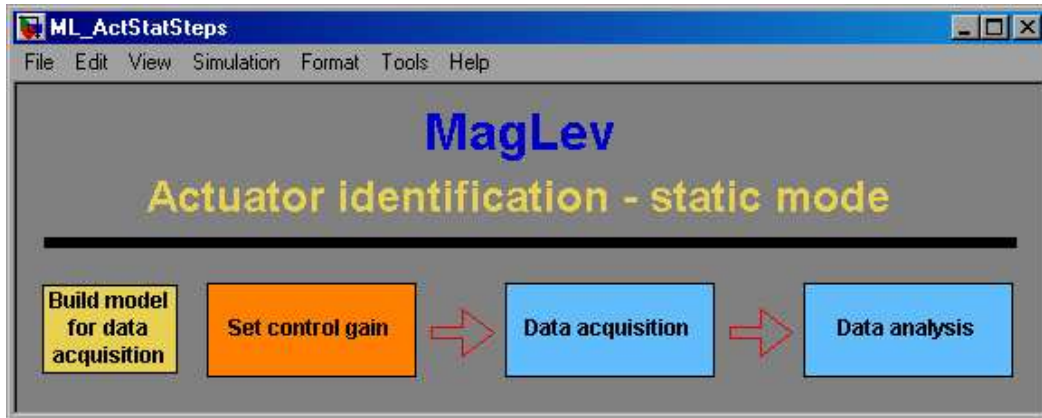 ML_ActStatSteps
File Edit View Simulation Format Tools Help
MagLev
Actuator identification - static mode
Build model
for data
acquisition
Set control gain
Data acquisition
Data analysis